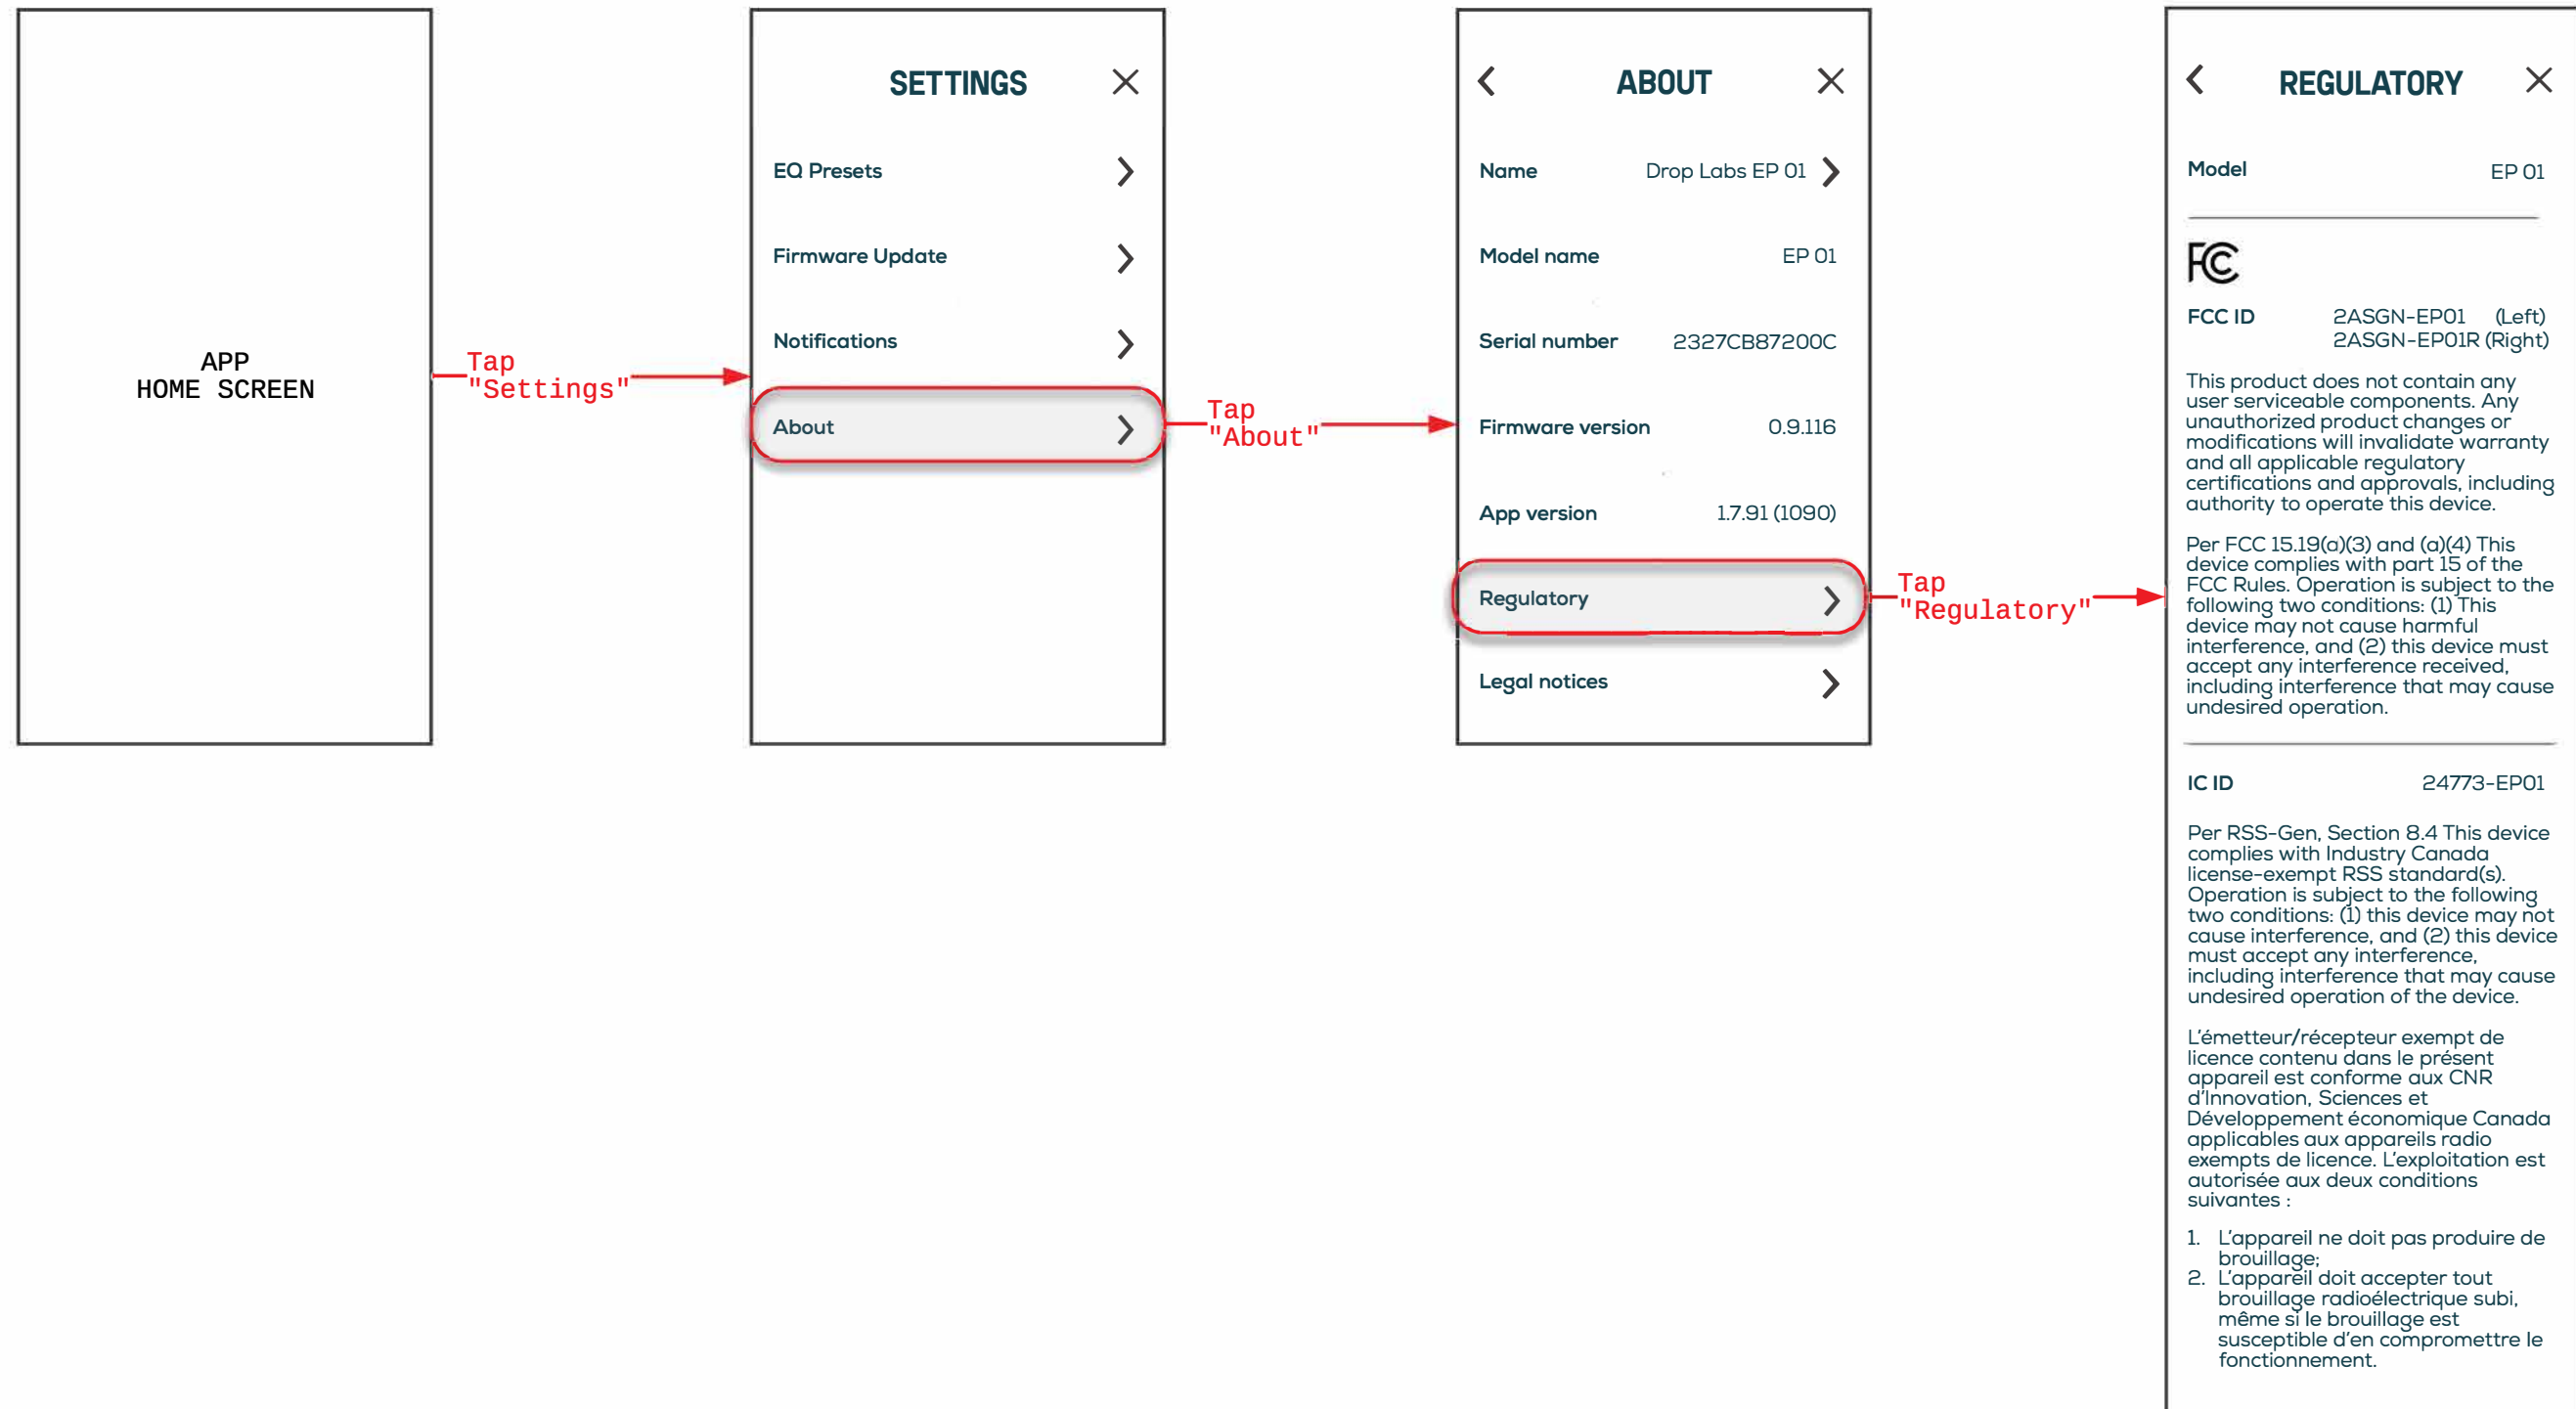 APP
HOME SCREEN
Tap
"Settings"
SETTINGS
EQ Presets
Firmware Update
Notifications
About
Tap
"About"
ABOUT
Name Drop Labs EP 01
Model name EP 01
Serial number 2327CB87200C
Firmware version 0.9.116
App version 1.7.91 (1090)
Regulatory
Legal notices
Tap
"Regulatory"
REGULATORY
Model EP 01
FC
FCC ID 2ASGN-EP01 (Left)
2ASGN-EP01R (Right)
This product does not contain any
user serviceable components. Any
unauthorized product changes or
modifications will invalidate warranty
and all applicable regulatory
certifications and approvals, including
authority to operate this device.
Per FCC 15.19(a)(3) and (a)(4) This
device complies with part 15 of the
FCC Rules. Operation is subject to the
following two conditions: (1) This
device may not cause harmful
interference, and (2) this device must
accept any interference received,
including interference that may cause
undesired operation.
IC ID 24773-EP01
Per RSS-Gen, Section 8.4 This device
complies with Industry Canada
license-exempt RSS standard(s).
Operation is subject to the following
two conditions: (1) this device may not
cause interference, and (2) this device
must accept any interference,
including interference that may cause
undesired operation of the device.
L'émetteur/récepteur exempt de
licence contenu dans le présent
appareil est conforme aux CNR
d'Innovation, Sciences et
Développement économique Canada
applicables aux appareils radio
exempts de licence. L'exploitation est
autorisée aux deux conditions
suivantes :
1. L'appareil ne doit pas produire de
brouillage;
2. L'appareil doit accepter tout
brouillage radioélectrique subi,
même si le brouillage est
susceptible d'en compromettre le
fonctionnement.